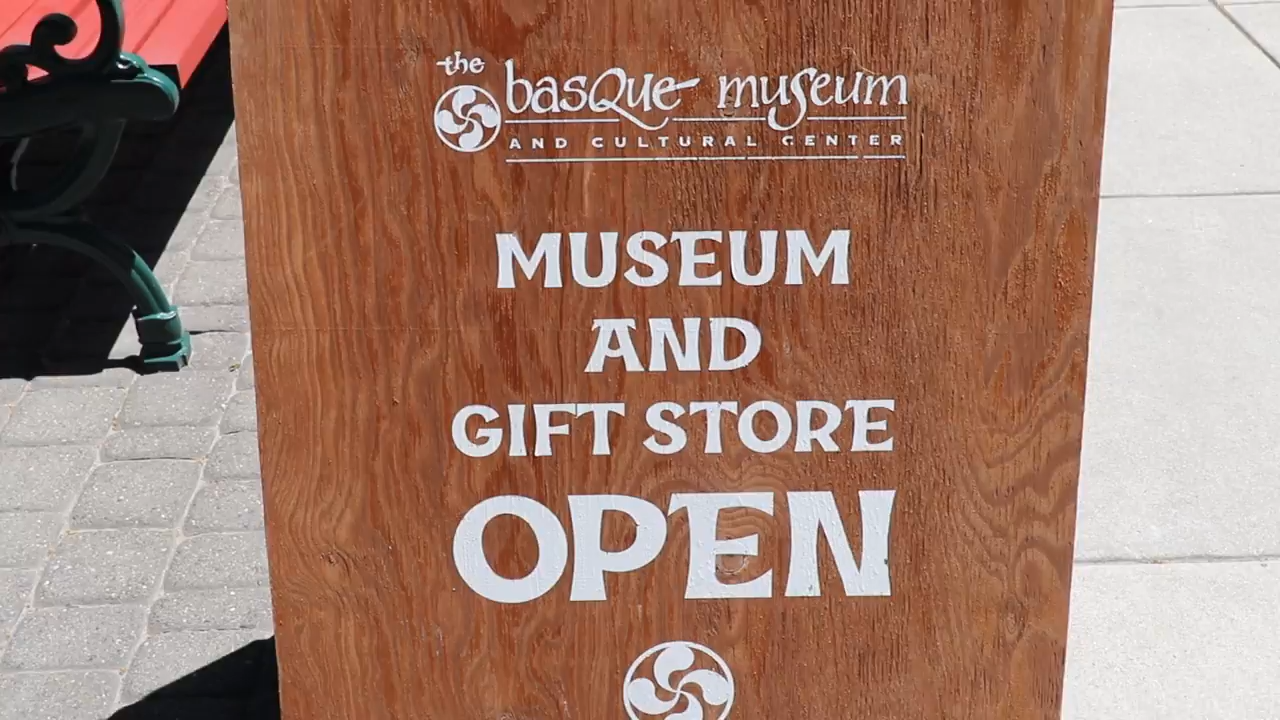 the
basque museum
AND CULTURAL CENTER
MUSEUM
AND
GIFT STORE
OPEN